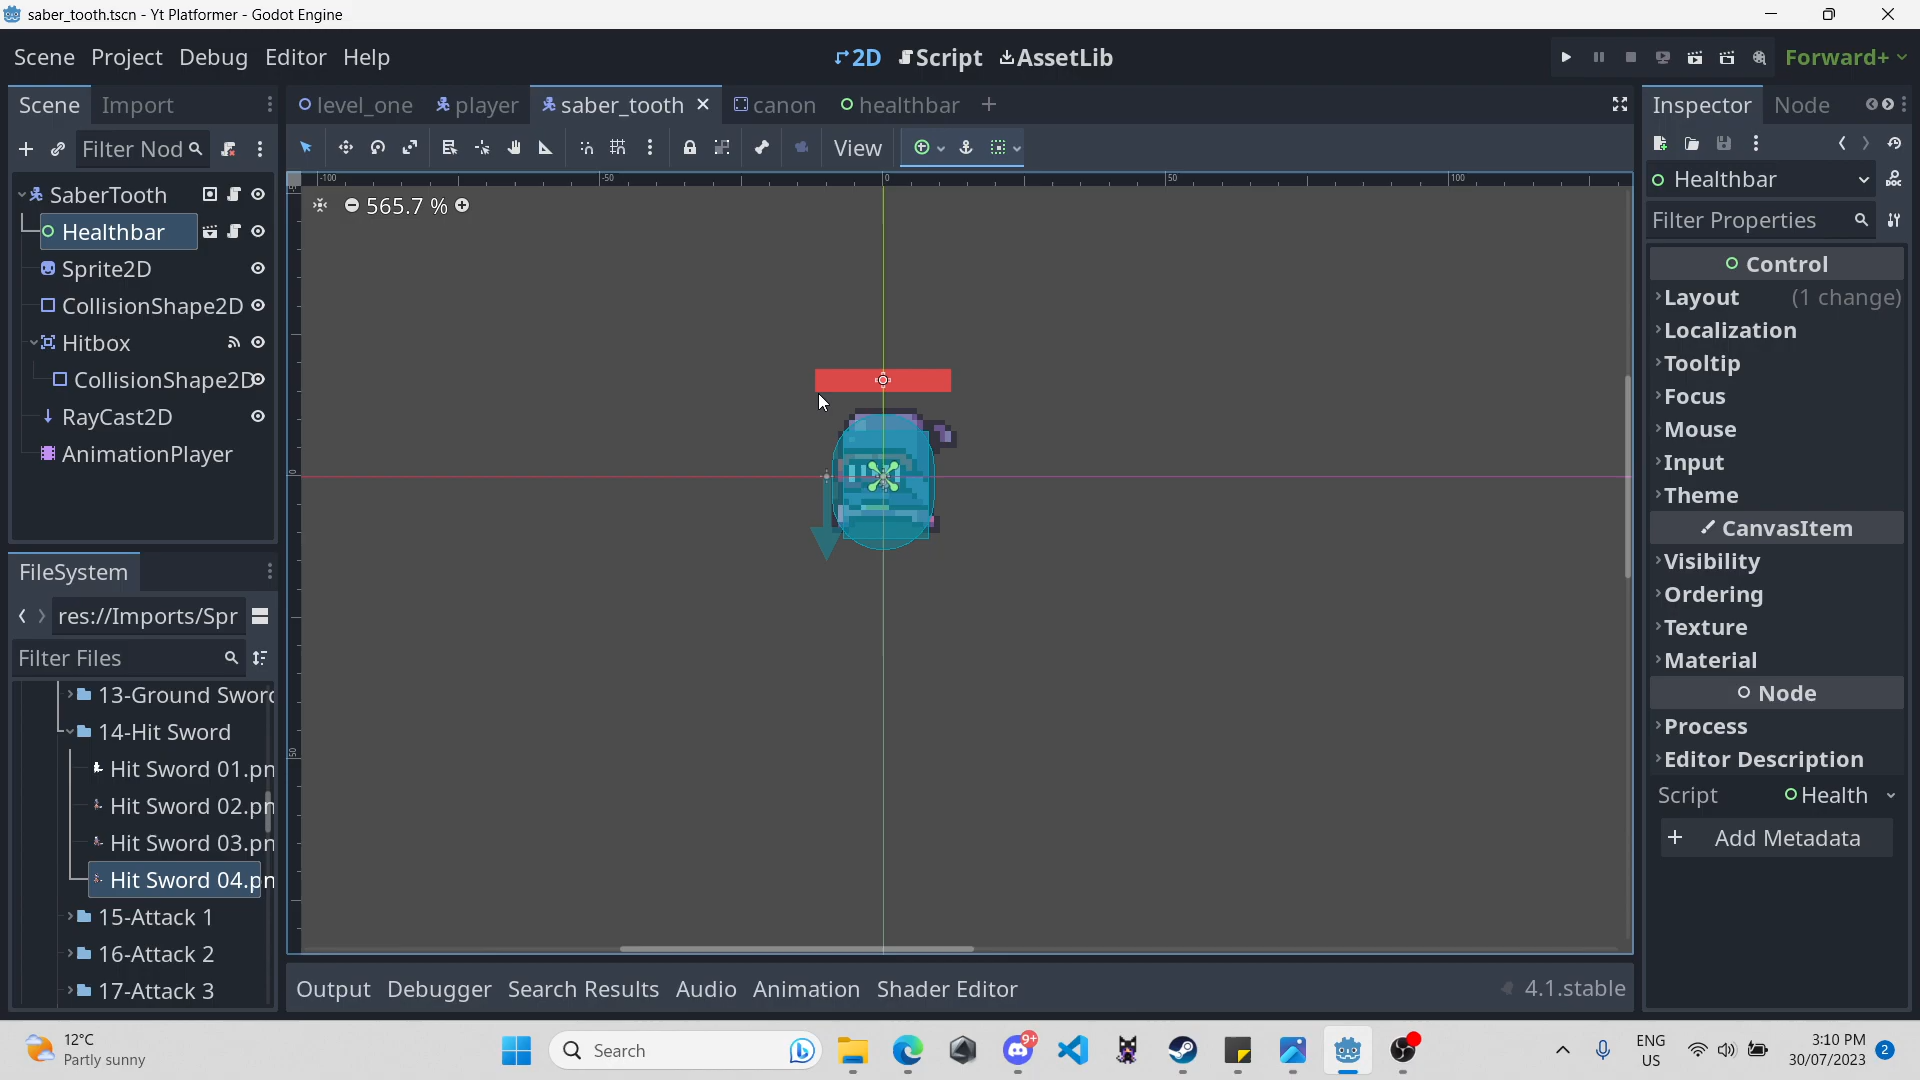 saber_tooth.tscn - Yt Platformer - Godot Engine
Scene Project Debug Editor Help
2D Script AssetLib
Forward+
Scene Import
level_one player saber_tooth canon healthbar
Inspector Node
Filter Nod
View
SaberTooth
Healthbar
Sprite2D
CollisionShape2D
Hitbox
CollisionShape2D
RayCast2D
AnimationPlayer
-100 -50 0 50 100
565.7 %
0
50
Healthbar
Filter Properties
Control
Layout (1 change)
Localization
Tooltip
Focus
Mouse
Input
Theme
CanvasItem
Visibility
Ordering
Texture
Material
Node
Process
Editor Description
Script Health
Add Metadata
FileSystem
res://Imports/Spr
Filter Files
13-Ground Sword
14-Hit Sword
Hit Sword 01.pn
Hit Sword 02.pn
Hit Sword 03.pn
Hit Sword 04.pn
15-Attack 1
16-Attack 2
17-Attack 3
Output Debugger Search Results Audio Animation Shader Editor
4.1.stable
12°C
Partly sunny
Search
9+
ENG
US
3:10 PM
30/07/2023
2